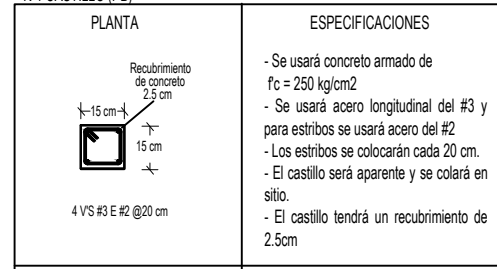 PLANTA
Recubrimiento
de concreto
2.5 cm
15 cm
15 cm
4 V'S #3 E #2 @20 cm
ESPECIFICACIONES
- Se usará concreto armado de
f'c = 250 kg/cm2
- Se usará acero longitudinal del #3 y
para estribos se usará acero del #2
- Los estribos se colocarán cada 20 cm.
- El castillo será aparente y se colará en
sitio.
- El castillo tendrá un recubrimiento de
2.5cm